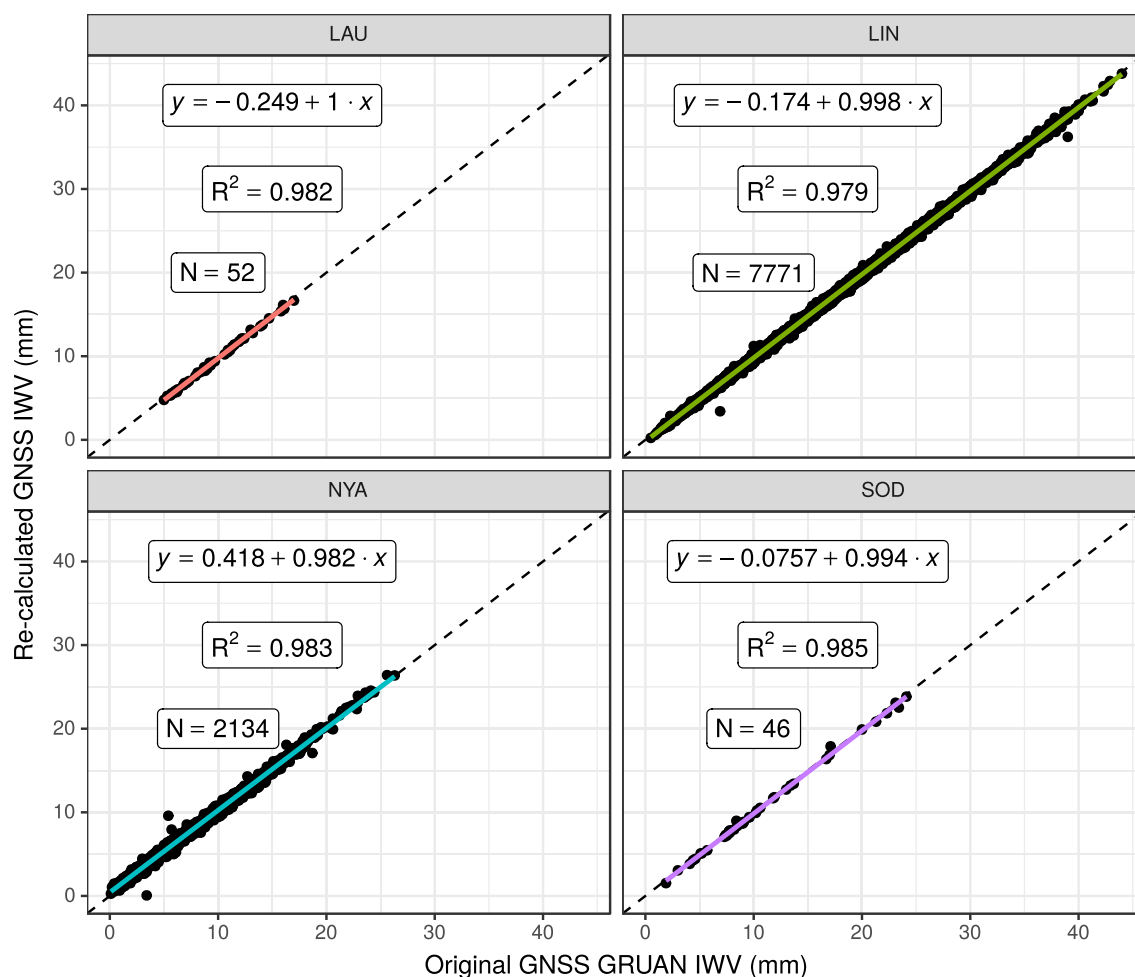 LAU
LIN
y = − 0.249 + 1 · x
y = − 0.174 + 0.998 · x
R² = 0.982
R² = 0.979
N = 52
N = 7771
40
30
20
10
0
Re-calculated GNSS IWV (mm)
NYA
SOD
y = 0.418 + 0.982 · x
y = − 0.0757 + 0.994 · x
R² = 0.983
R² = 0.985
N = 2134
N = 46
40
30
20
10
0
0 10 20 30 40
0 10 20 30 40
Original GNSS GRUAN IWV (mm)